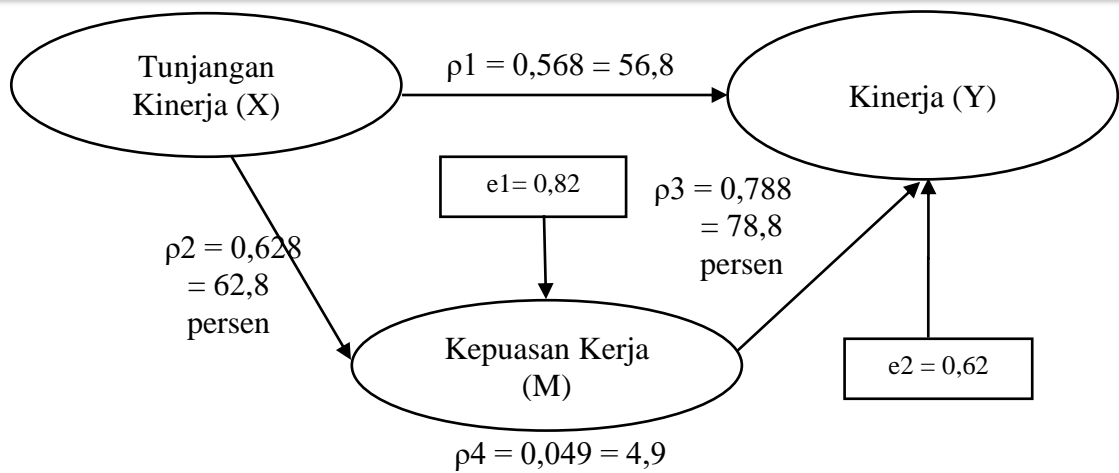 Tunjangan
Kinerja (X)
ρ1 = 0,568 = 56,8
Kinerja (Y)
e1= 0,82
ρ3 = 0,788
= 78,8
persen
ρ2 = 0,628
= 62,8
persen
Kepuasan Kerja
(M)
e2 = 0,62
ρ4 = 0,049 = 4,9